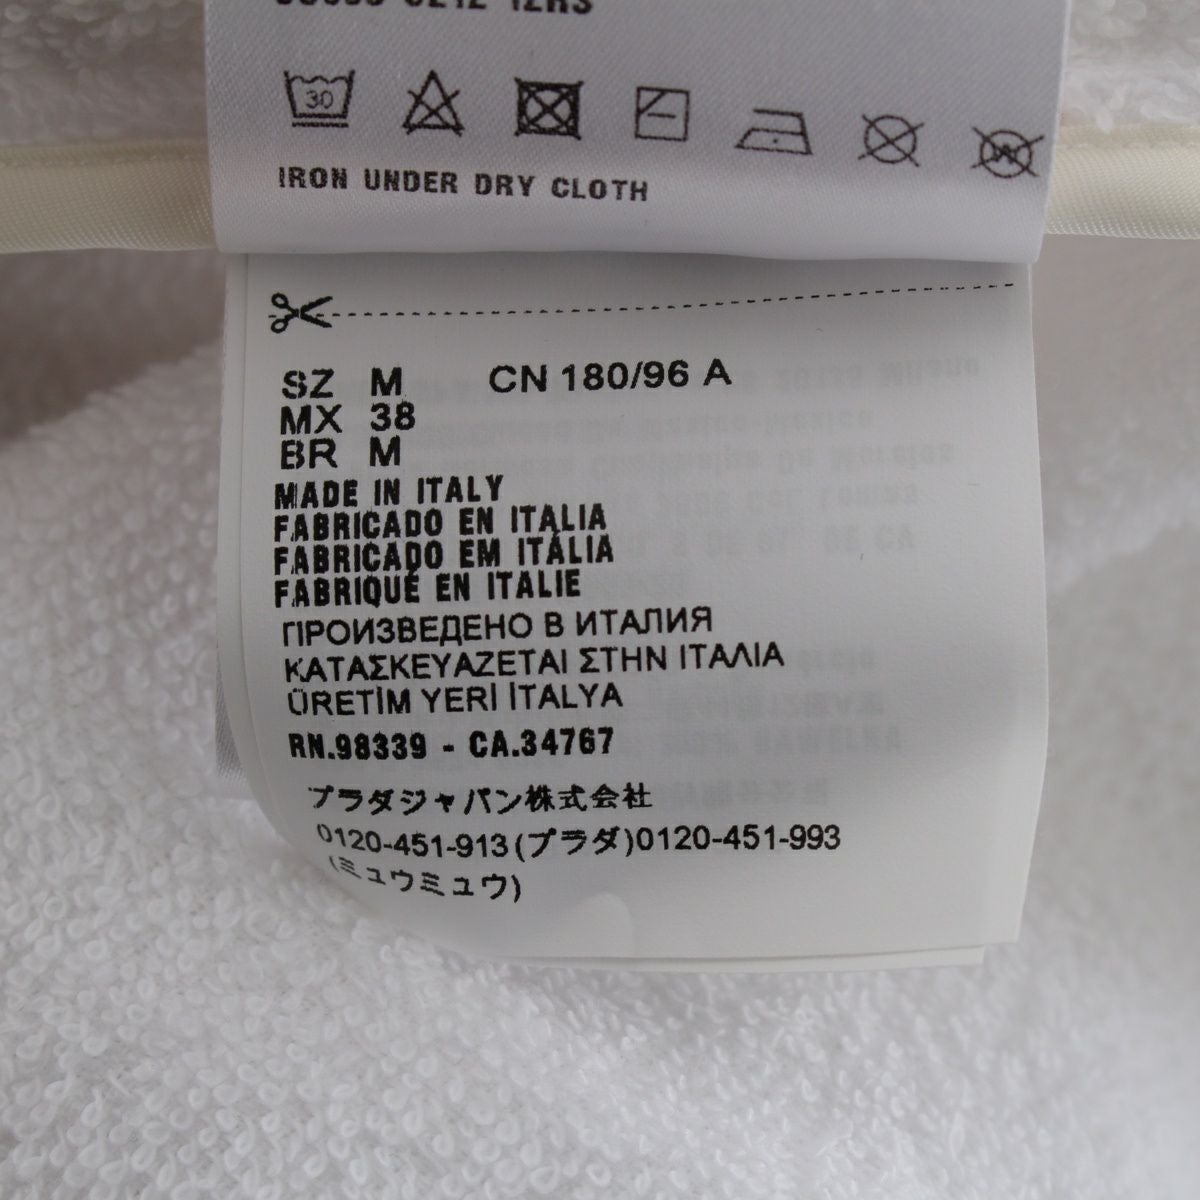 30
IRON UNDER DRY CLOTH
SZ M CN 180/96 A
MX 38
BR M
MADE IN ITALY
FABRICADO EN ITALIA
FABRICADO EM ITÁLIA
FABRIQUÉ EN ITALIE
ПРОИЗВЕДЕНО В ИТАЛИЯ
ΚΑΤΑΣΚΕΥΑΖΕΤΑΙ ΣΤΗΝ ΙΤΑΛΙΑ
ÜRETİM YERİ İTALYA
RN.98339 - CA.34767
プラダジャパン株式会社
0120-451-913(プラダ)0120-451-993
(ミュウミュウ)